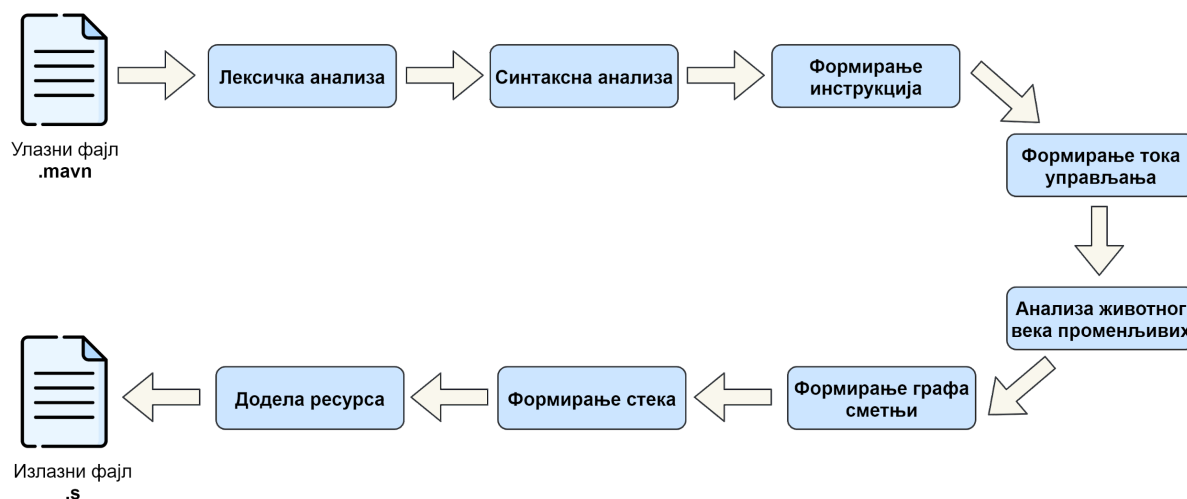 Улазни фајл
.mavn
Лексичка анализа
Синтаксна анализа
Формирање
инструкција
Формирање тока
управљања
Анализа животног
века променљивих
Формирање графа
сметњи
Формирање стека
Додела ресурса
Излазни фајл
.s